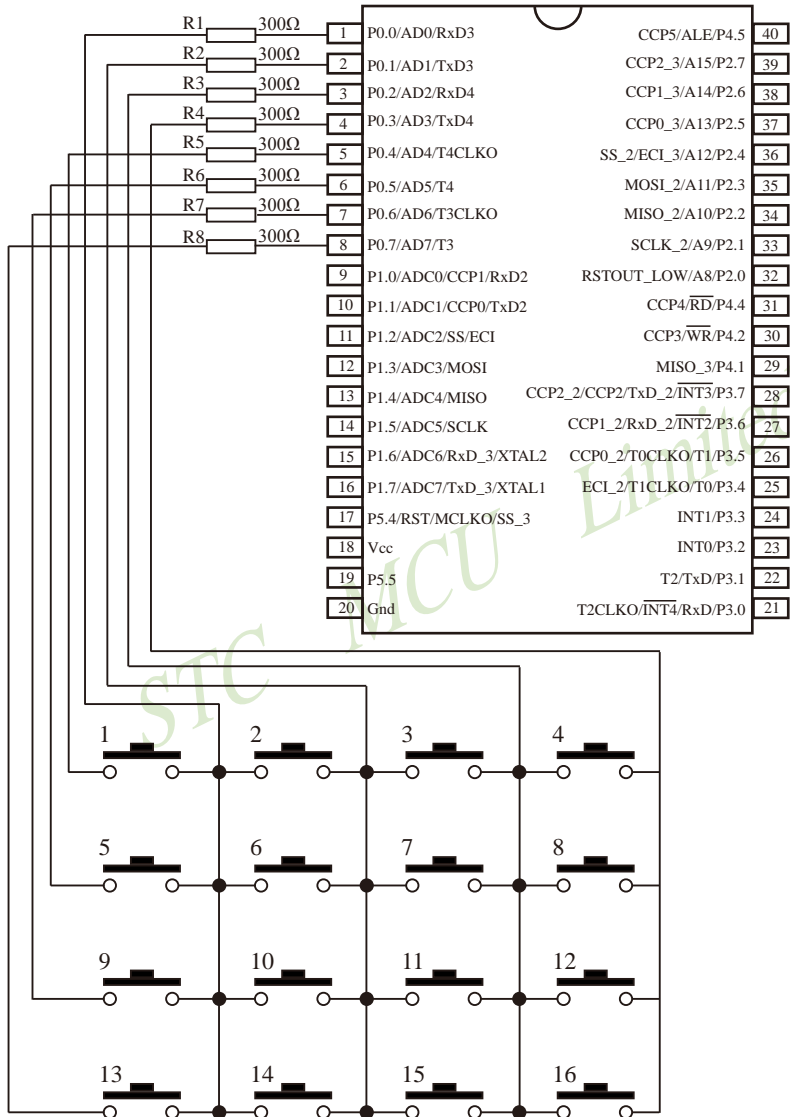 R1 300Ω 1 P0.0/AD0/RxD3 CCP5/ALE/P4.5 40
R2 300Ω 2 P0.1/AD1/TxD3 CCP2_3/A15/P2.7 39
R3 300Ω 3 P0.2/AD2/RxD4 CCP1_3/A14/P2.6 38
R4 300Ω 4 P0.3/AD3/TxD4 CCP0_3/A13/P2.5 37
R5 300Ω 5 P0.4/AD4/T4CLKO SS_2/ECI_3/A12/P2.4 36
R6 300Ω 6 P0.5/AD5/T4 MOSI_2/A11/P2.3 35
R7 300Ω 7 P0.6/AD6/T3CLKO MISO_2/A10/P2.2 34
R8 300Ω 8 P0.7/AD7/T3 SCLK_2/A9/P2.1 33
9 P1.0/ADC0/CCP1/RxD2 RSTOUT_LOW/A8/P2.0 32
10 P1.1/ADC1/CCP0/TxD2 CCP4/RD/P4.4 31
11 P1.2/ADC2/SS/ECI CCP3/WR/P4.2 30
12 P1.3/ADC3/MOSI MISO_3/P4.1 29
13 P1.4/ADC4/MISO CCP2_2/CCP2/TxD_2/INT3/P3.7 28
14 P1.5/ADC5/SCLK CCP1_2/RxD_2/INT2/P3.6 27
15 P1.6/ADC6/RxD_3/XTAL2 CCP0_2/T0CLKO/T1/P3.5 26
16 P1.7/ADC7/TxD_3/XTAL1 ECI_2/T1CLKO/T0/P3.4 25
17 P5.4/RST/MCLKO/SS_3 INT1/P3.3 24
18 Vcc INT0/P3.2 23
19 P5.5 T2/TxD/P3.1 22
20 Gnd T2CLKO/INT4/RxD/P3.0 21
STC MCU Limited
1 2 3 4
5 6 7 8
9 10 11 12
13 14 15 16